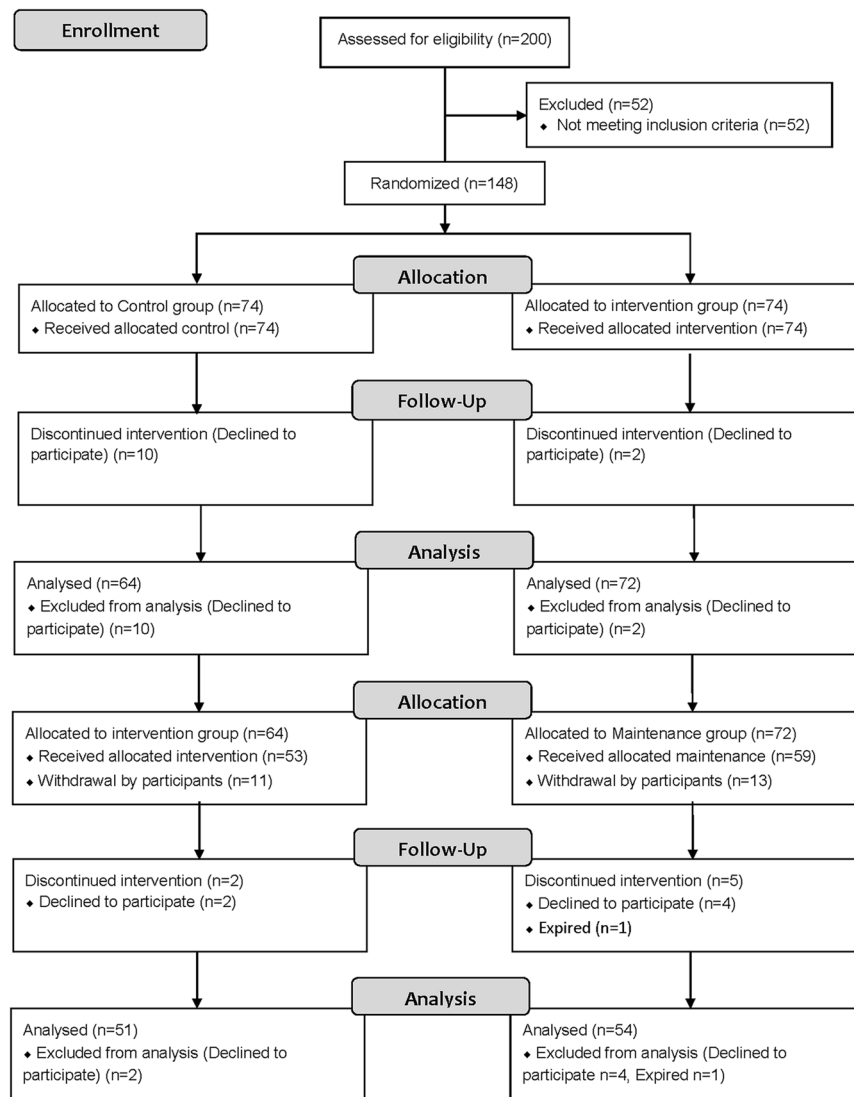 Enrollment
Assessed for eligibility (n=200)
Excluded (n=52)
♦ Not meeting inclusion criteria (n=52)
Randomized (n=148)
Allocation
Allocated to Control group (n=74)
♦ Received allocated control (n=74)
Allocated to intervention group (n=74)
♦ Received allocated intervention (n=74)
Follow-Up
Discontinued intervention (Declined to
participate) (n=10)
Discontinued intervention (Declined to
participate) (n=2)
Analysis
Analysed (n=64)
♦ Excluded from analysis (Declined to
participate) (n=10)
Analysed (n=72)
♦ Excluded from analysis (Declined to
participate) (n=2)
Allocation
Allocated to intervention group (n=64)
♦ Received allocated intervention (n=53)
♦ Withdrawal by participants (n=11)
Allocated to Maintenance group (n=72)
♦ Received allocated maintenance (n=59)
♦ Withdrawal by participants (n=13)
Follow-Up
Discontinued intervention (n=2)
♦ Declined to participate (n=2)
Discontinued intervention (n=5)
♦ Declined to participate (n=4)
♦ Expired (n=1)
Analysis
Analysed (n=51)
♦ Excluded from analysis (Declined to
participate) (n=2)
Analysed (n=54)
♦ Excluded from analysis (Declined to
participate n=4, Expired n=1)